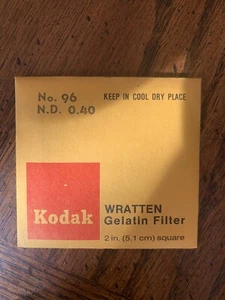 No. 96 KEEP IN COOL DRY PLACE
N.D. 0.40
Kodak
WRATTEN
Gelatin Filter
2 in. (5,1 cm) square